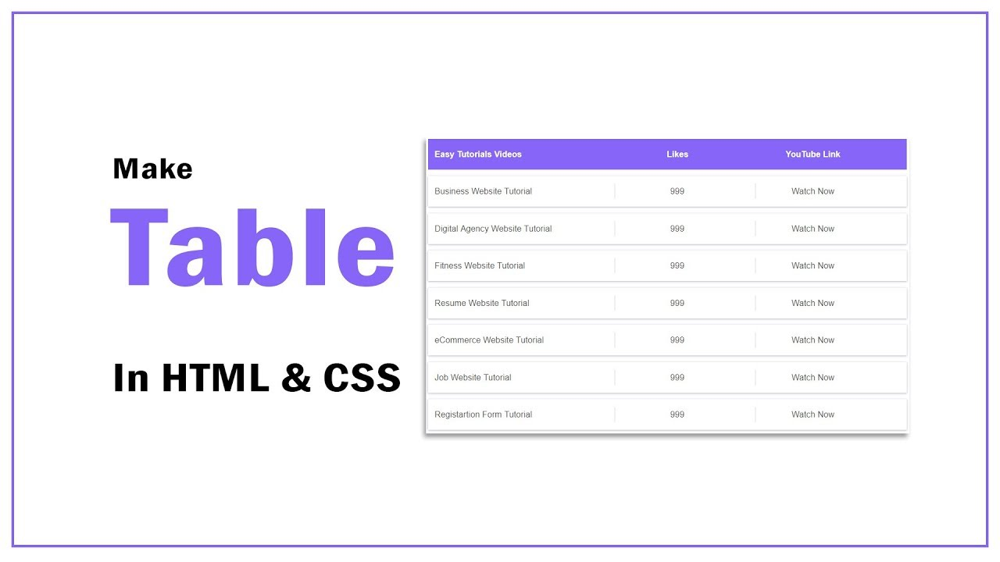 Make
Table
In HTML & CSS
Easy Tutorials Videos Likes YouTube Link
Business Website Tutorial 999 Watch Now
Digital Agency Website Tutorial 999 Watch Now
Fitness Website Tutorial 999 Watch Now
Resume Website Tutorial 999 Watch Now
eCommerce Website Tutorial 999 Watch Now
Job Website Tutorial 999 Watch Now
Registartion Form Tutorial 999 Watch Now